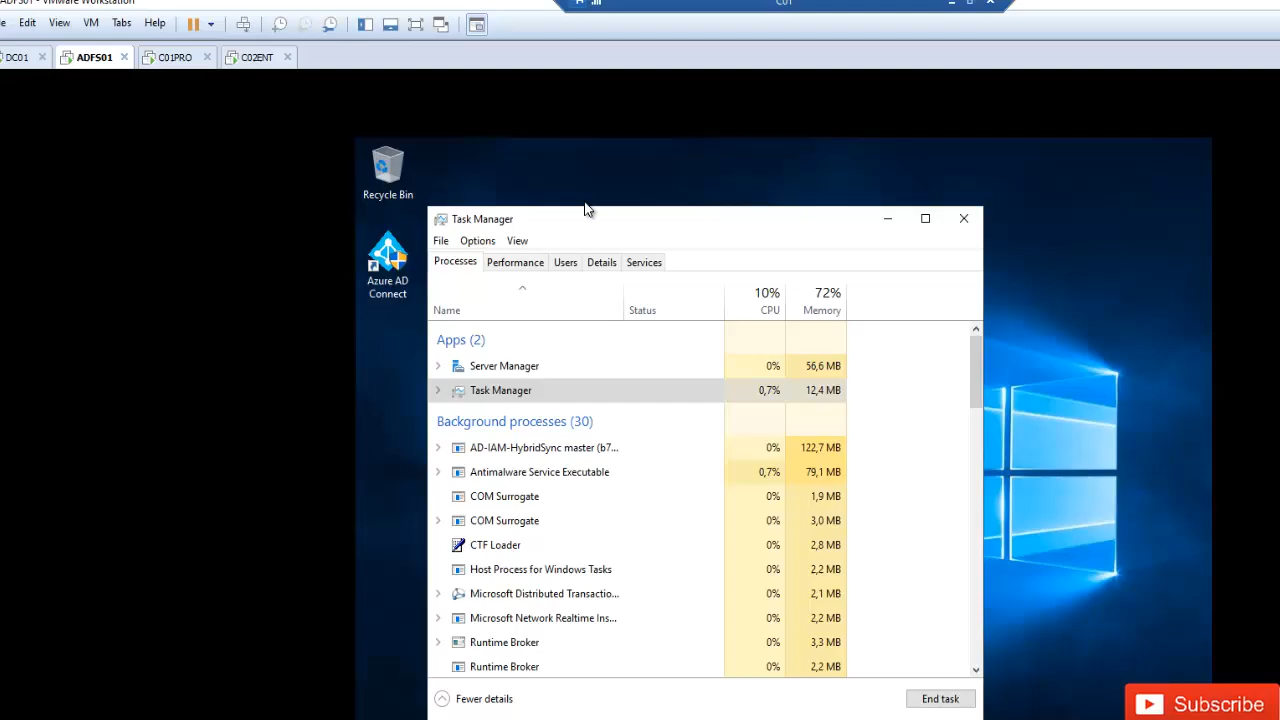 ADFS01 - VMware Workstation
C01
Edit View VM Tabs Help
DC01 ADFS01 C01PRO C02ENT
Recycle Bin
Azure AD
Connect
Task Manager
File Options View
Processes Performance Users Details Services
10% 72%
Name Status CPU Memory
Apps (2)
Server Manager 0% 56,6 MB
Task Manager 0,7% 12,4 MB
Background processes (30)
AD-IAM-HybridSync master (b7... 0% 122,7 MB
Antimalware Service Executable 0,7% 79,1 MB
COM Surrogate 0% 1,9 MB
COM Surrogate 0% 3,0 MB
CTF Loader 0% 2,8 MB
Host Process for Windows Tasks 0% 2,2 MB
Microsoft Distributed Transactio... 0% 2,1 MB
Microsoft Network Realtime Ins... 0% 2,2 MB
Runtime Broker 0% 3,3 MB
Runtime Broker 0% 2,2 MB
Fewer details End task
Subscribe